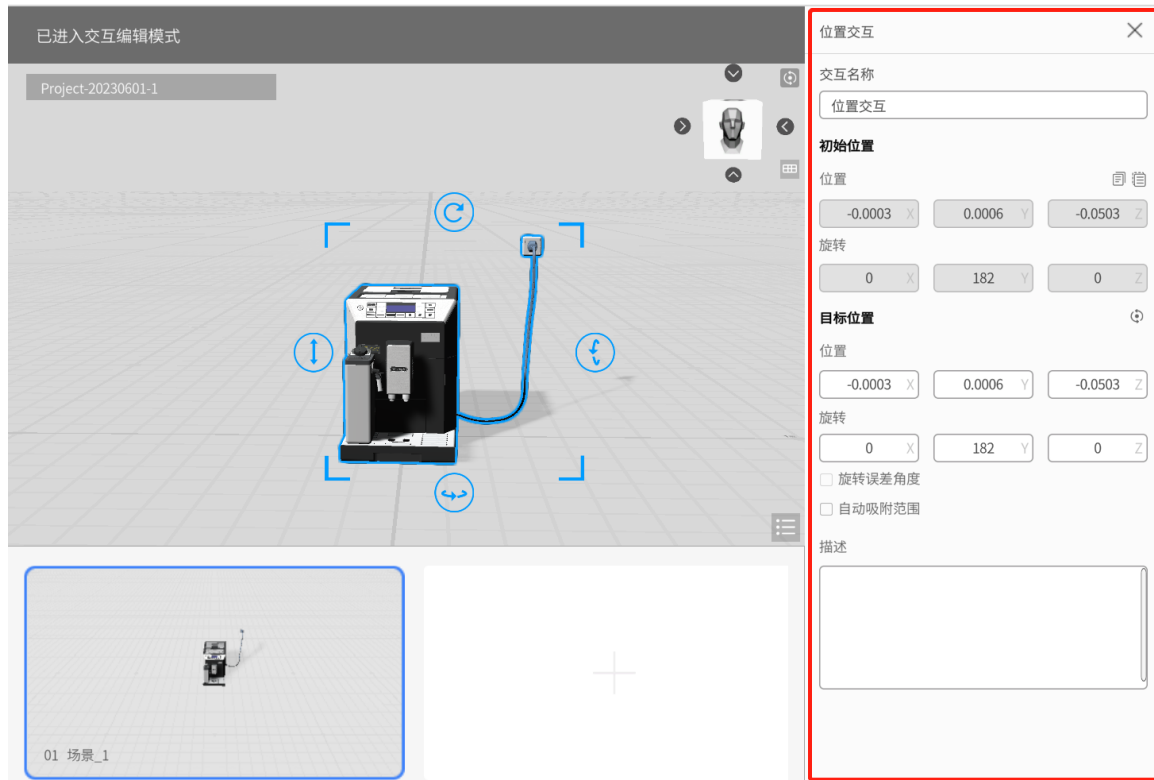 已进入交互编辑模式
Project-20230601-1
01 场景_1
位置交互
交互名称
位置交互
初始位置
位置
-0.0003 X 0.0006 Y -0.0503 Z
旋转
0 X 182 Y 0 Z
目标位置
位置
-0.0003 X 0.0006 Y -0.0503 Z
旋转
0 X 182 Y 0 Z
旋转误差角度
自动吸附范围
描述